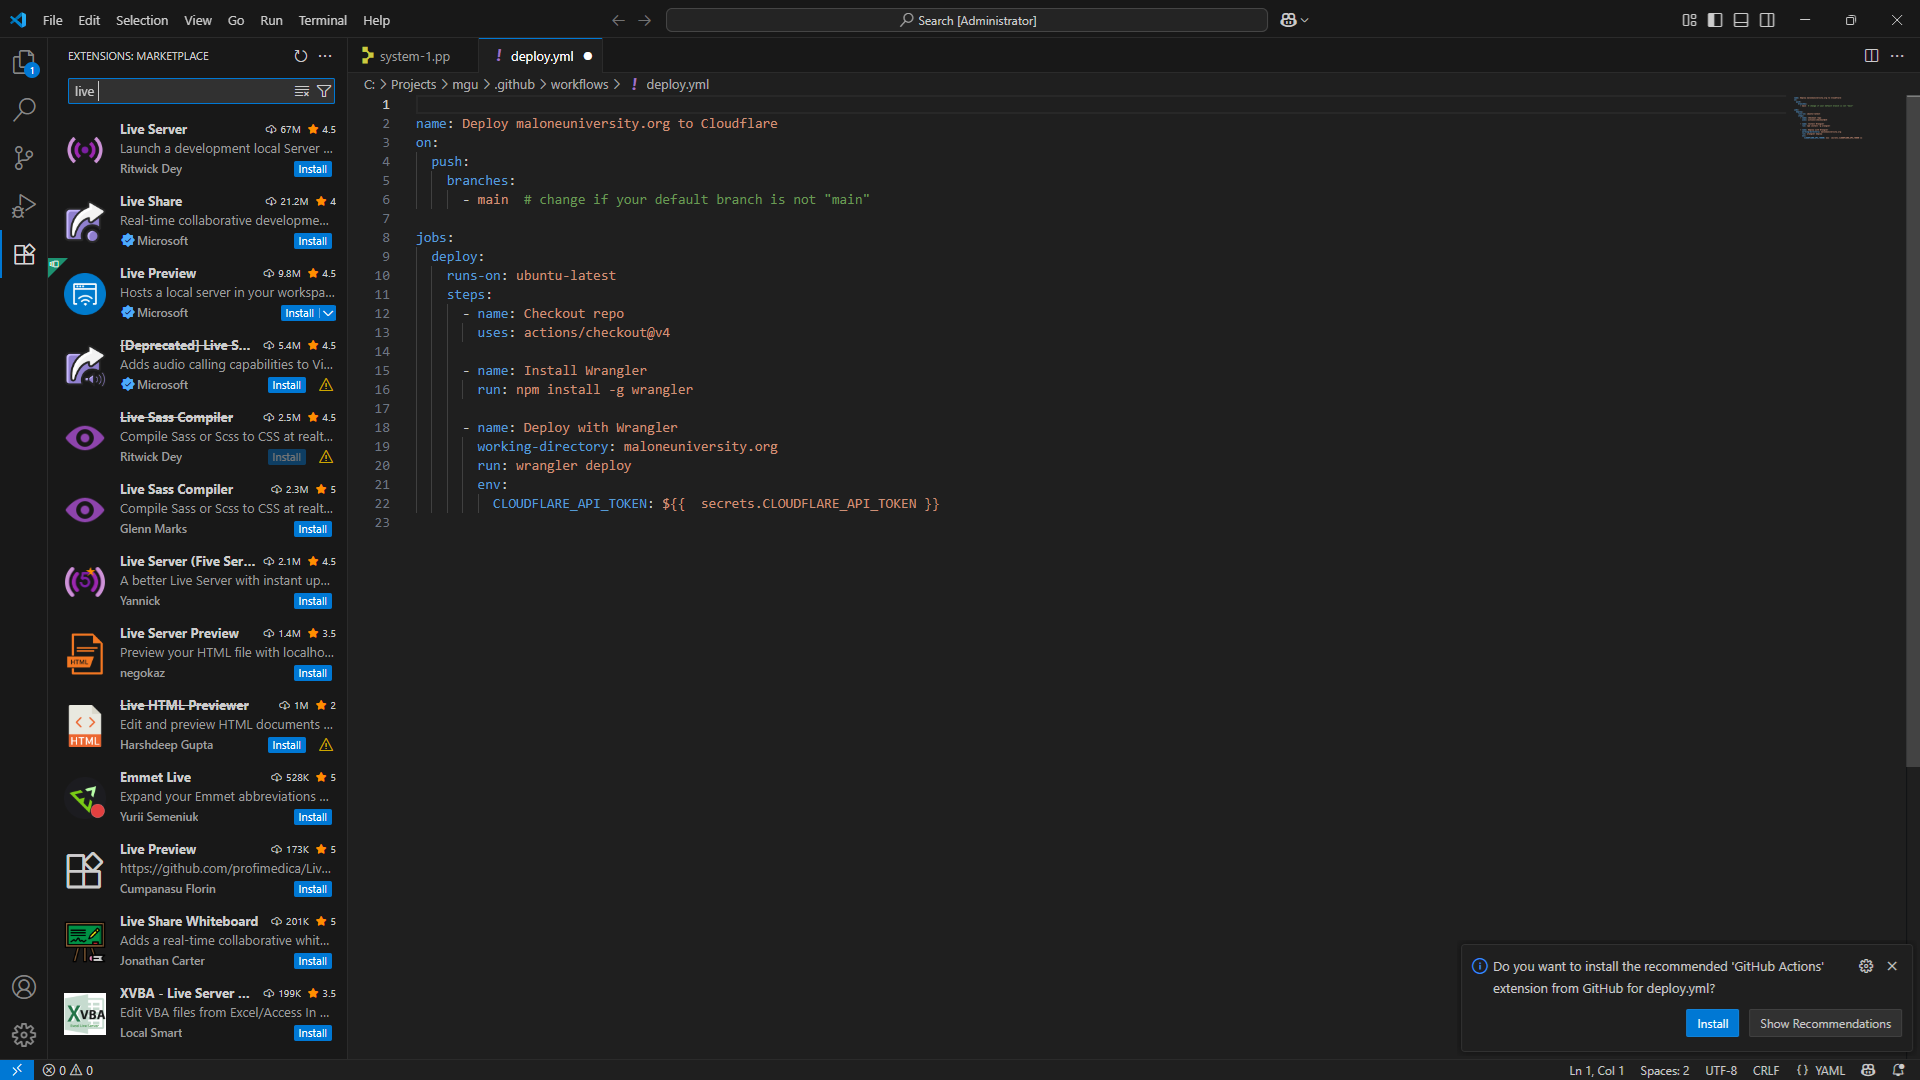 File Edit Selection View Go Run Terminal Help
Search [Administrator]
EXTENSIONS: MARKETPLACE
live
1
Live Server 67M 4.5
Launch a development local Server ...
Ritwick Dey Install
Live Share 21.2M 4
Real-time collaborative developme...
Microsoft Install
Live Preview 9.8M 4.5
Hosts a local server in your workspa...
Microsoft Install
[Deprecated] Live S... 5.4M 4.5
Adds audio calling capabilities to Vi...
Microsoft Install
Live Sass Compiler 2.5M 4.5
Compile Sass or Scss to CSS at realt...
Ritwick Dey Install
Live Sass Compiler 2.3M 5
Compile Sass or Scss to CSS at realt...
Glenn Marks Install
Live Server (Five Ser... 2.1M 4.5
A better Live Server with instant up...
Yannick Install
Live Server Preview 1.4M 3.5
Preview your HTML file with localho...
negokaz Install
HTML
Live HTML Previewer 1M 2
Edit and preview HTML documents ...
Harshdeep Gupta Install
HTML
Emmet Live 528K 5
Expand your Emmet abbreviations ...
Yurii Semeniuk Install
Live Preview 173K 5
https://github.com/profimedica/Liv...
Cumpanasu Florin Install
Live Share Whiteboard 201K 5
Adds a real-time collaborative whit...
Jonathan Carter Install
XVBA - Live Server ... 199K 3.5
Edit VBA files from Excel/Access In ...
Local Smart Install
XVBA
system-1.pp
! deploy.yml
C: > Projects > mgu > .github > workflows > ! deploy.yml
1
2 name: Deploy maloneuniversity.org to Cloudflare
3 on:
4 push:
5 branches:
6 - main # change if your default branch is not "main"
7
8 jobs:
9 deploy:
10 runs-on: ubuntu-latest
11 steps:
12 - name: Checkout repo
13 uses: actions/checkout@v4
14
15 - name: Install Wrangler
16 run: npm install -g wrangler
17
18 - name: Deploy with Wrangler
19 working-directory: maloneuniversity.org
20 run: wrangler deploy
21 env:
22 CLOUDFLARE_API_TOKEN: ${{  secrets.CLOUDFLARE_API_TOKEN }}
23
Do you want to install the recommended 'GitHub Actions'
extension from GitHub for deploy.yml?
Install Show Recommendations
0 0
Ln 1, Col 1 Spaces: 2 UTF-8 CRLF {} YAML